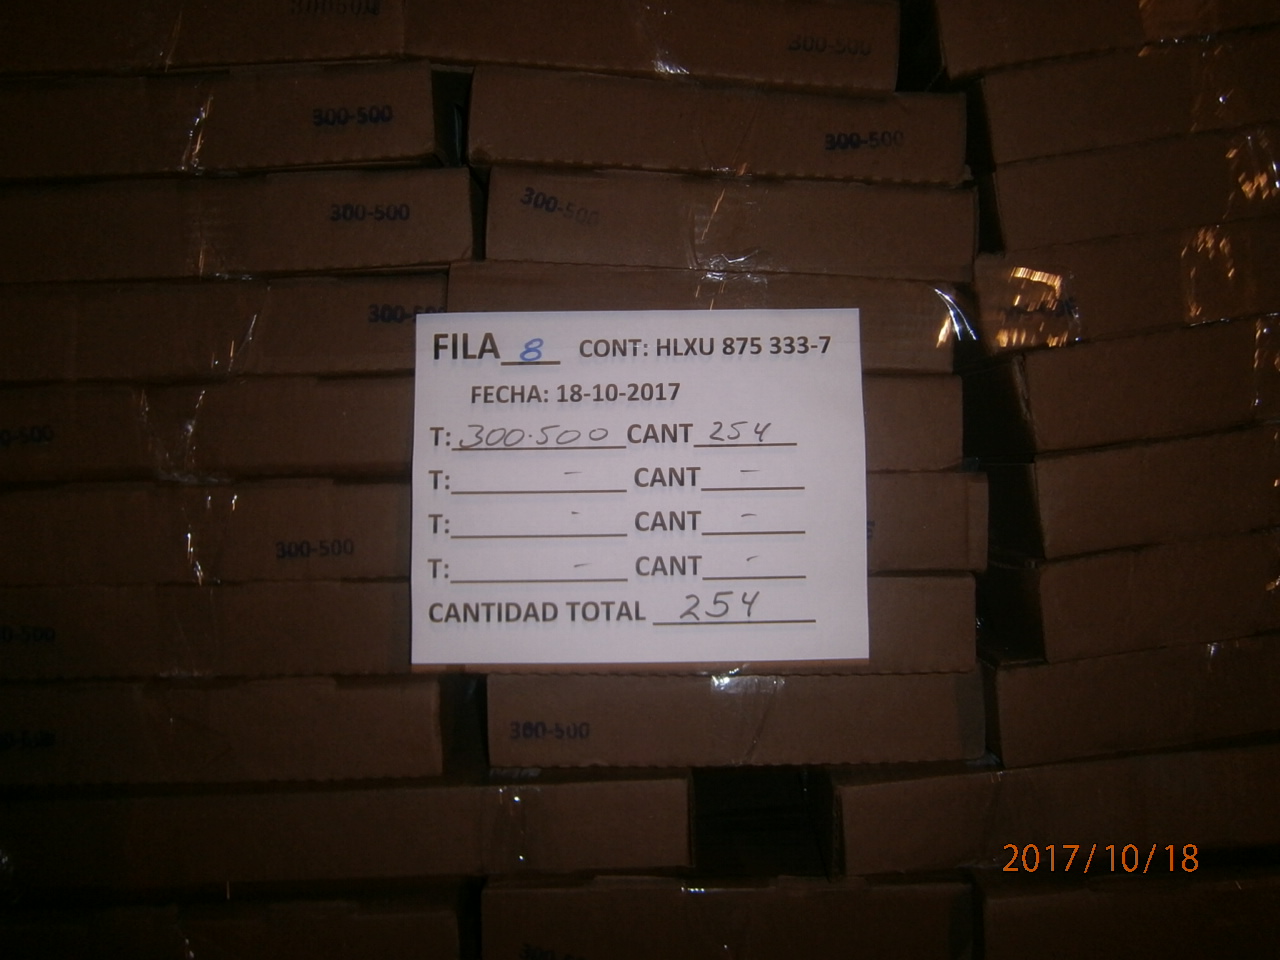 300-500
300-500
300-500
300-500
300-500
FILA 8 CONT: HLXU 875 333-7
FECHA: 18-10-2017
T: 300-500 CANT 254
T: - CANT -
T: - CANT -
T: - CANT -
CANTIDAD TOTAL 254
300-500
300-500
2017/10/18